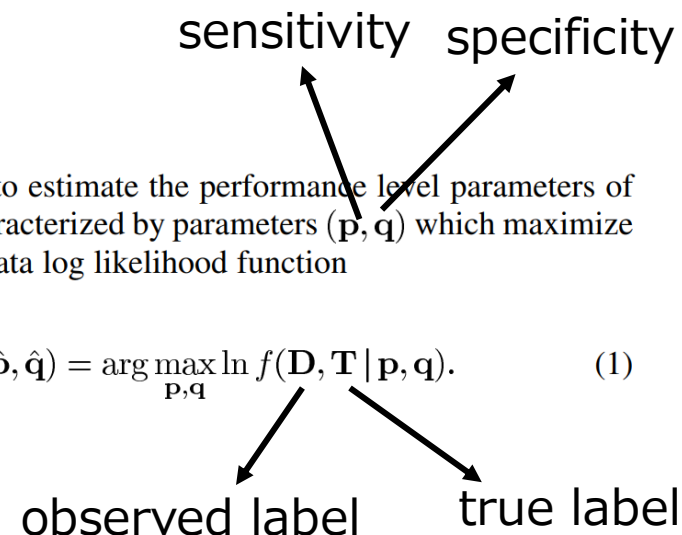 sensitivity specificity
to estimate the performance level parameters of
racterized by parameters (p, q) which maximize
ata log likelihood function
p̂, q̂) = arg max ln f(D, T | p, q). (1)
p,q
observed label true label